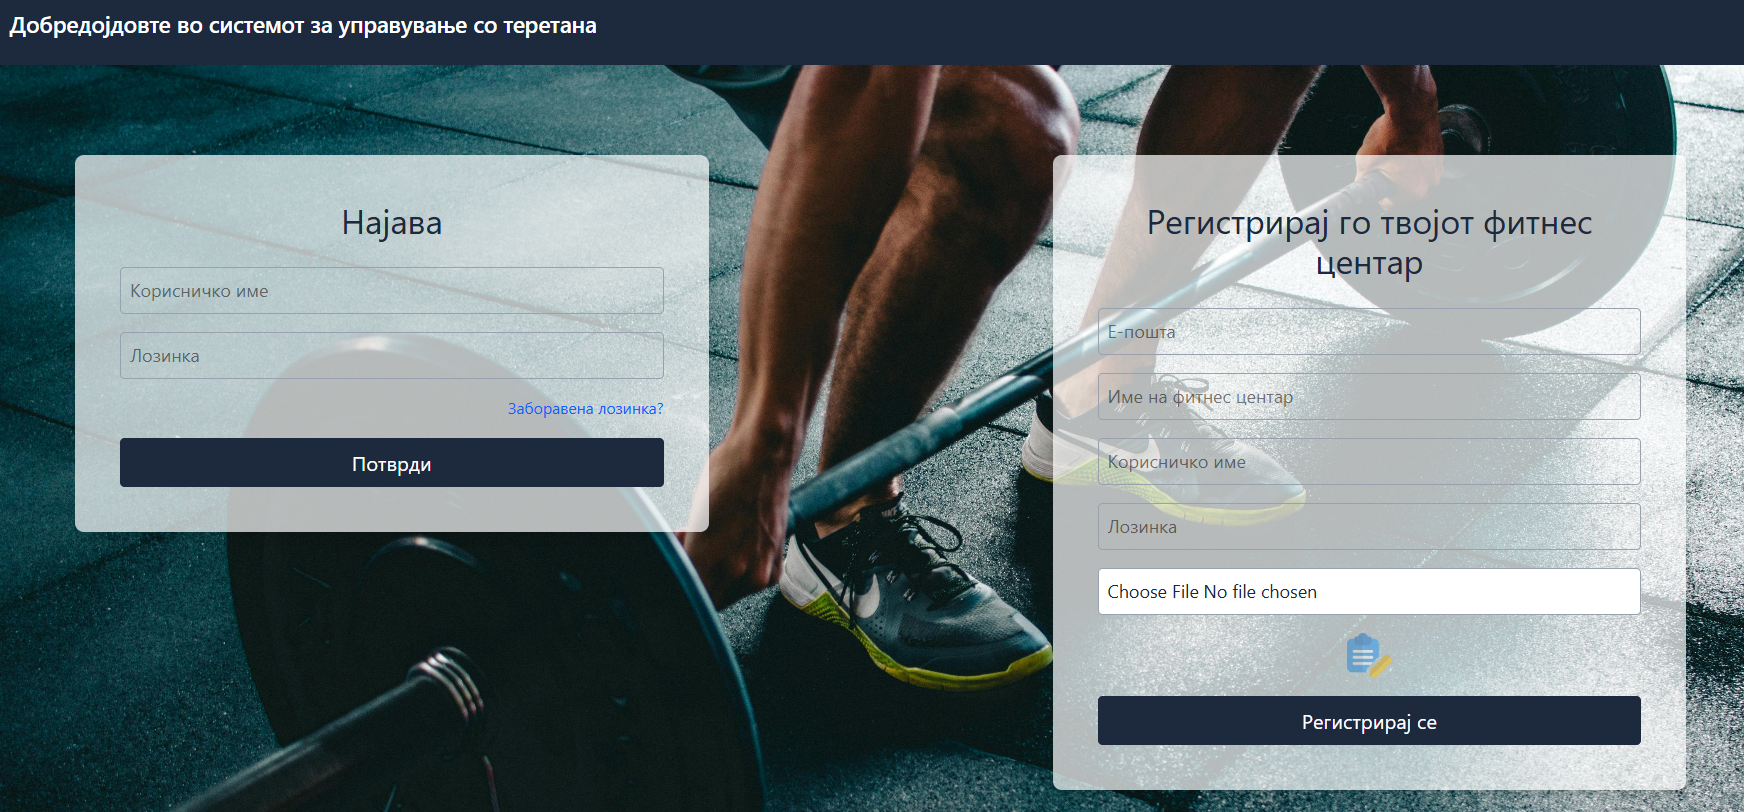 Добредојдовте во системот за управување со теретана
Најава
Корисничко име
Лозинка
Заборавена лозинка?
Потврди
Регистрирај го твојот фитнес
центар
Е-пошта
Име на фитнес центар
Корисничко име
Лозинка
Choose File No file chosen
Регистрирај се